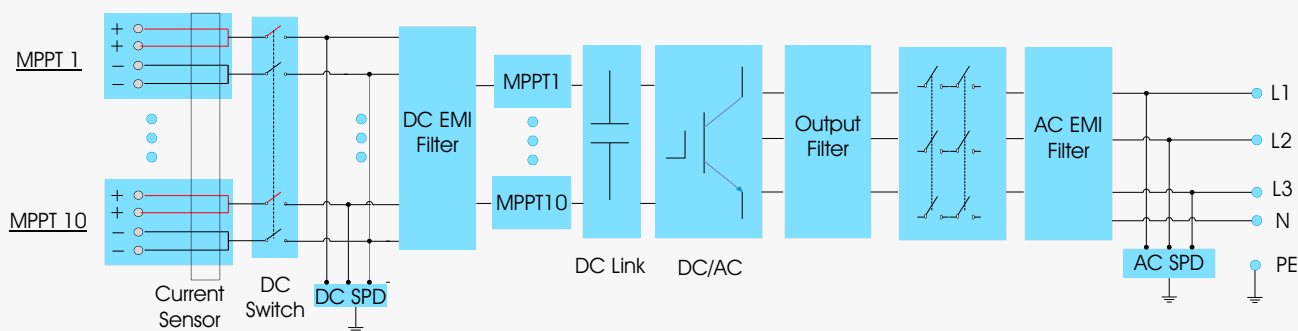 MPPT 1
+
+
−
−
MPPT 10
+
+
−
−
Current
Sensor
DC
Switch
DC SPD
DC EMI
Filter
MPPT1
MPPT10
DC Link
DC/AC
Output
Filter
AC EMI
Filter
AC SPD
L1
L2
L3
N
PE